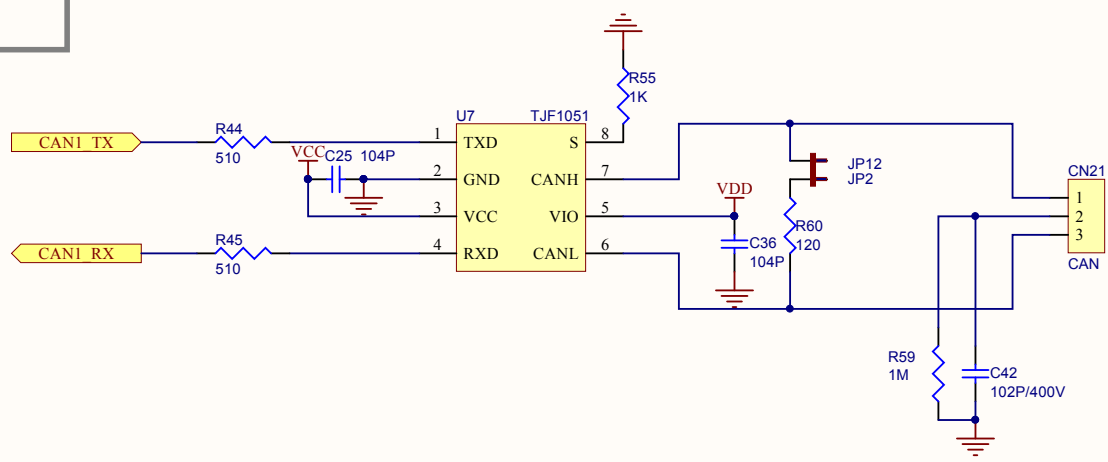 R55
1K
U7
TJF1051
CAN1_TX
R44
510
1
TXD
S
8
VCC
C25 104P
2
GND
CANH
7
JP12
JP2
3
VCC
VIO
5
VDD
CN21
1
2
3
CAN
R60
120
C36
104P
CAN1_RX
R45
510
4
RXD
CANL
6
R59
1M
C42
102P/400V